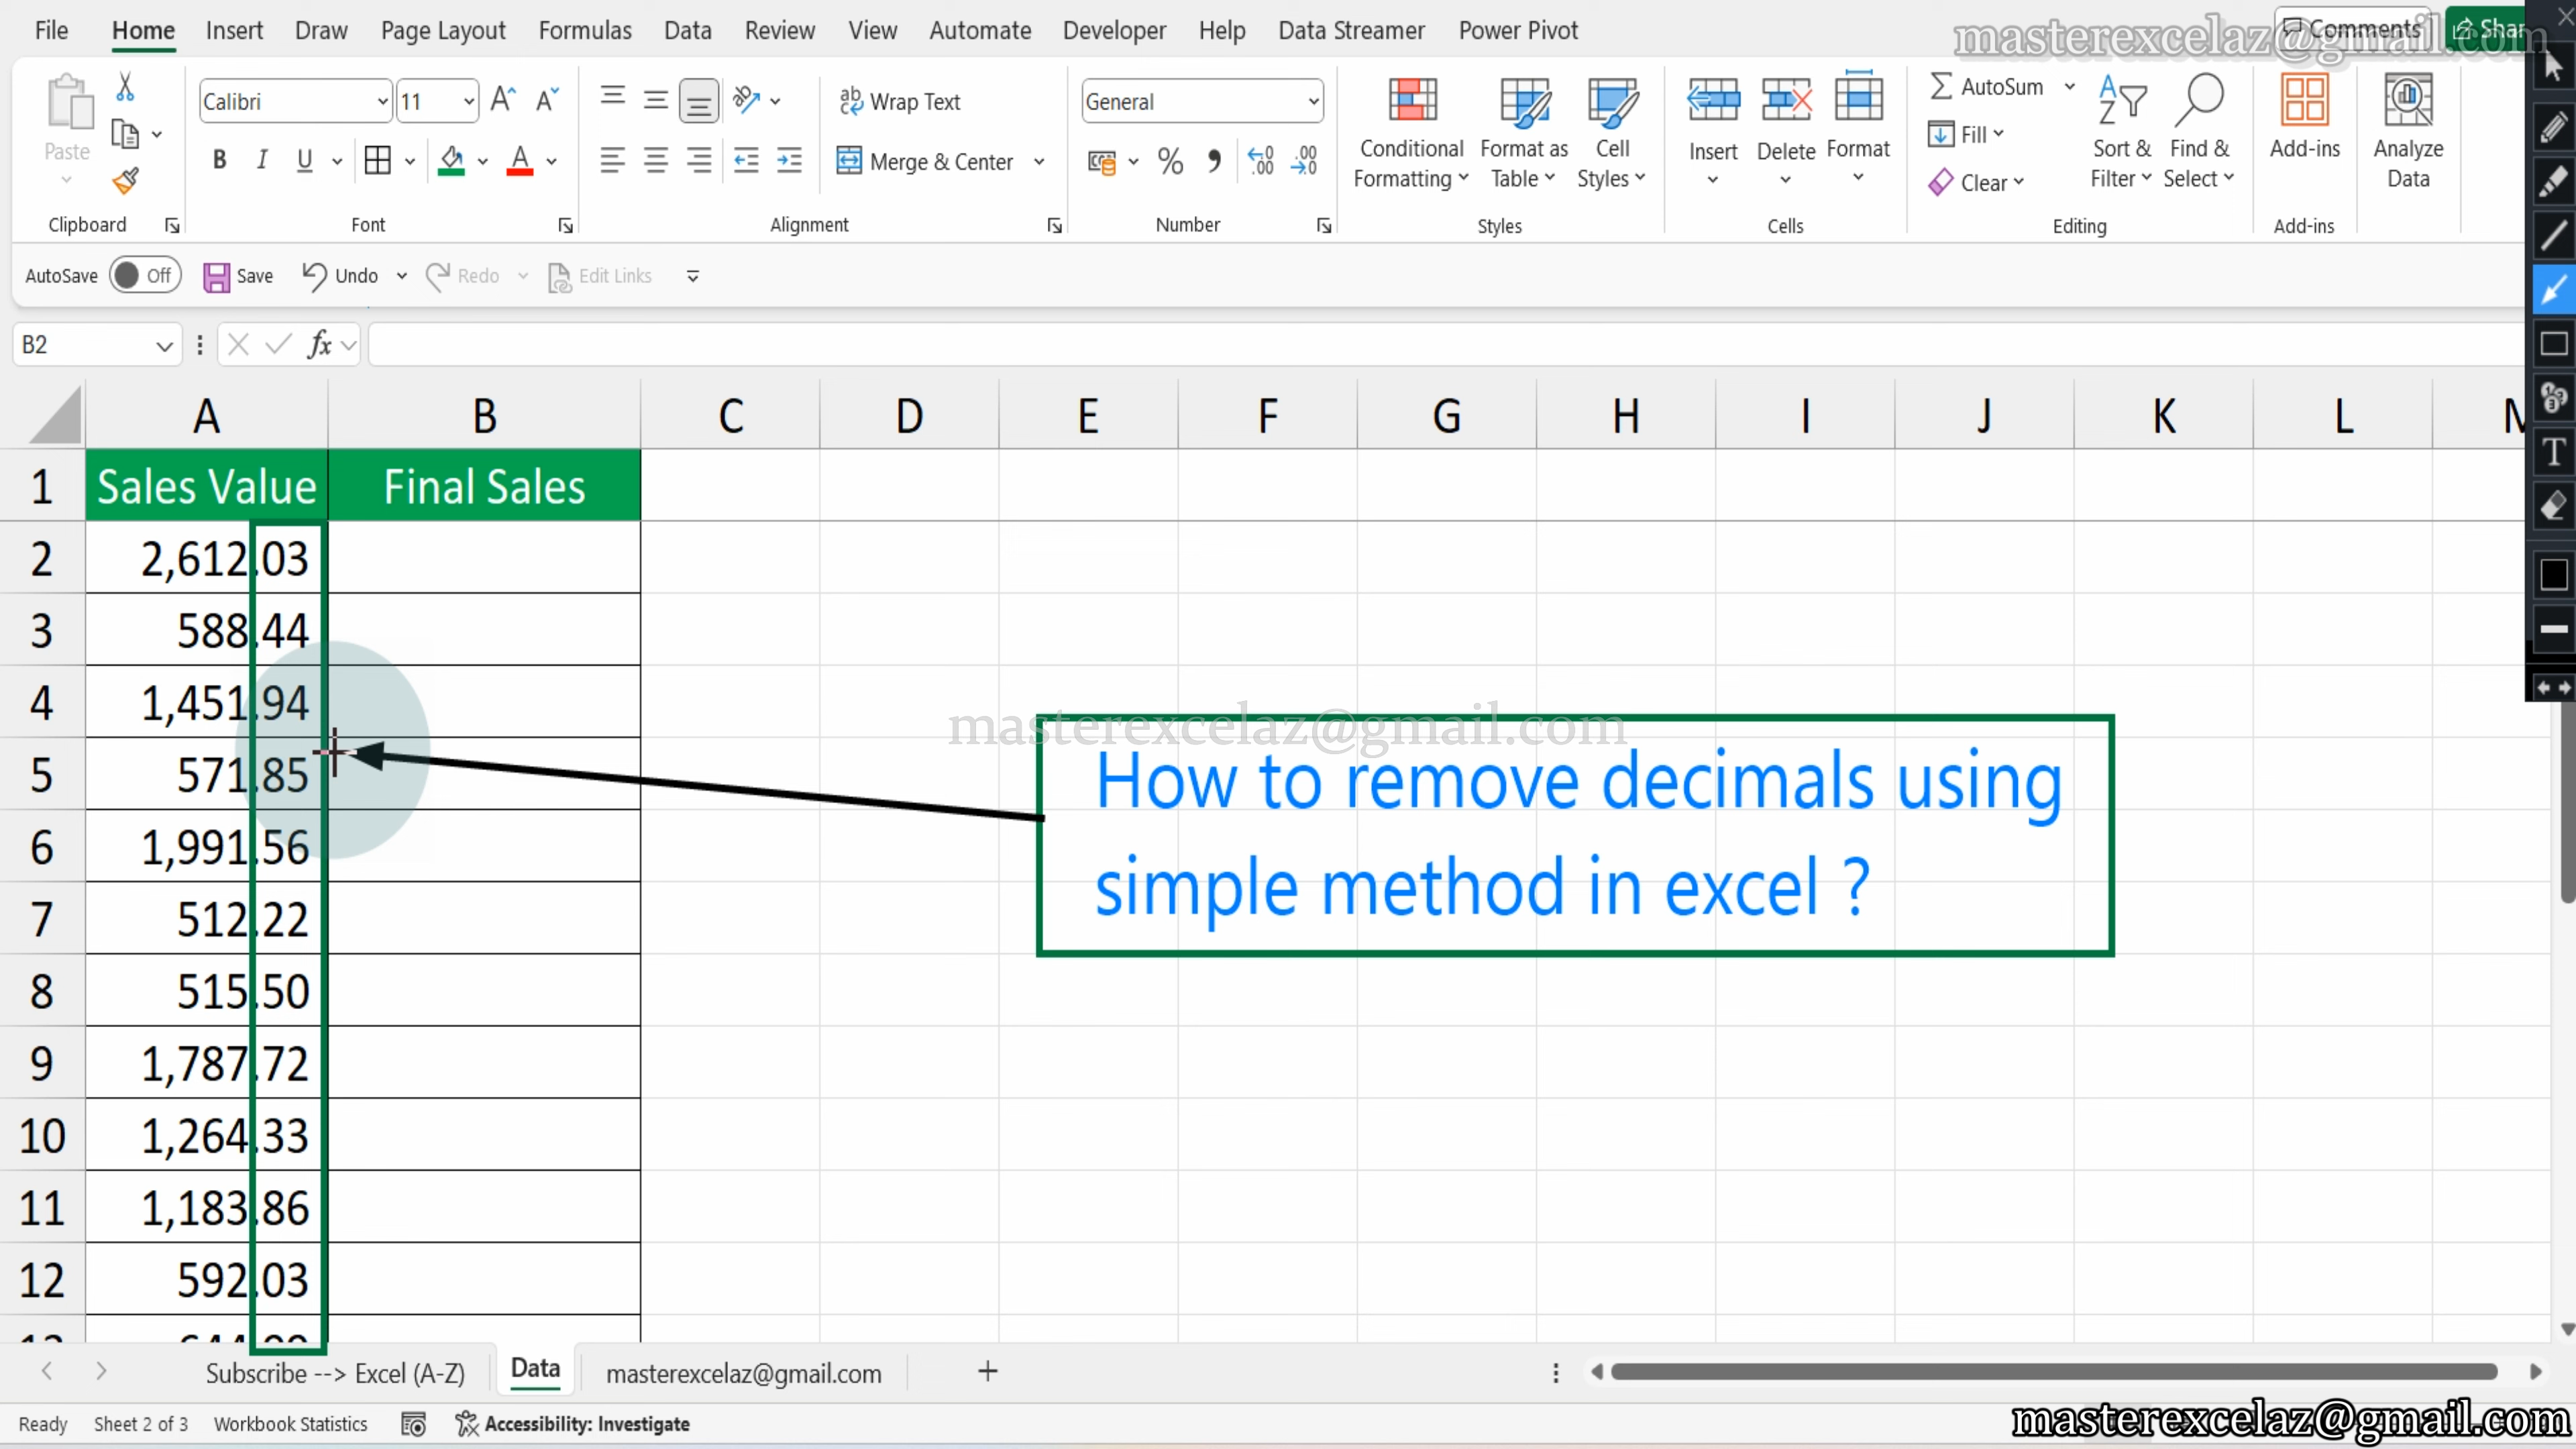 File Home Insert Draw Page Layout Formulas Data Review View Automate Developer Help Data Streamer Power Pivot Comments Shar
masterexcelaz@gmail.com
Calibri 11 Wrap Text General AutoSum
Paste Conditional Formatting Format as Table Cell Styles Insert Delete Format Fill Sort & Filter Find & Select Add-ins Analyze Data
B I U A Merge & Center % Clear
Clipboard Font Alignment Number Styles Cells Editing Add-ins
AutoSave Off Save Undo Redo Edit Links
B2 fx
A B C D E F G H I J K L M
1 Sales Value Final Sales
2 2,612.03
3 588.44
4 1,451.94
masterexcelaz@gmail.com
5 571.85
How to remove decimals using
6 1,991.56
simple method in excel ?
7 512.22
8 515.50
9 1,787.72
10 1,264.33
11 1,183.86
12 592.03
Subscribe --> Excel (A-Z) Data masterexcelaz@gmail.com +
Ready Sheet 2 of 3 Workbook Statistics Accessibility: Investigate
masterexcelaz@gmail.com